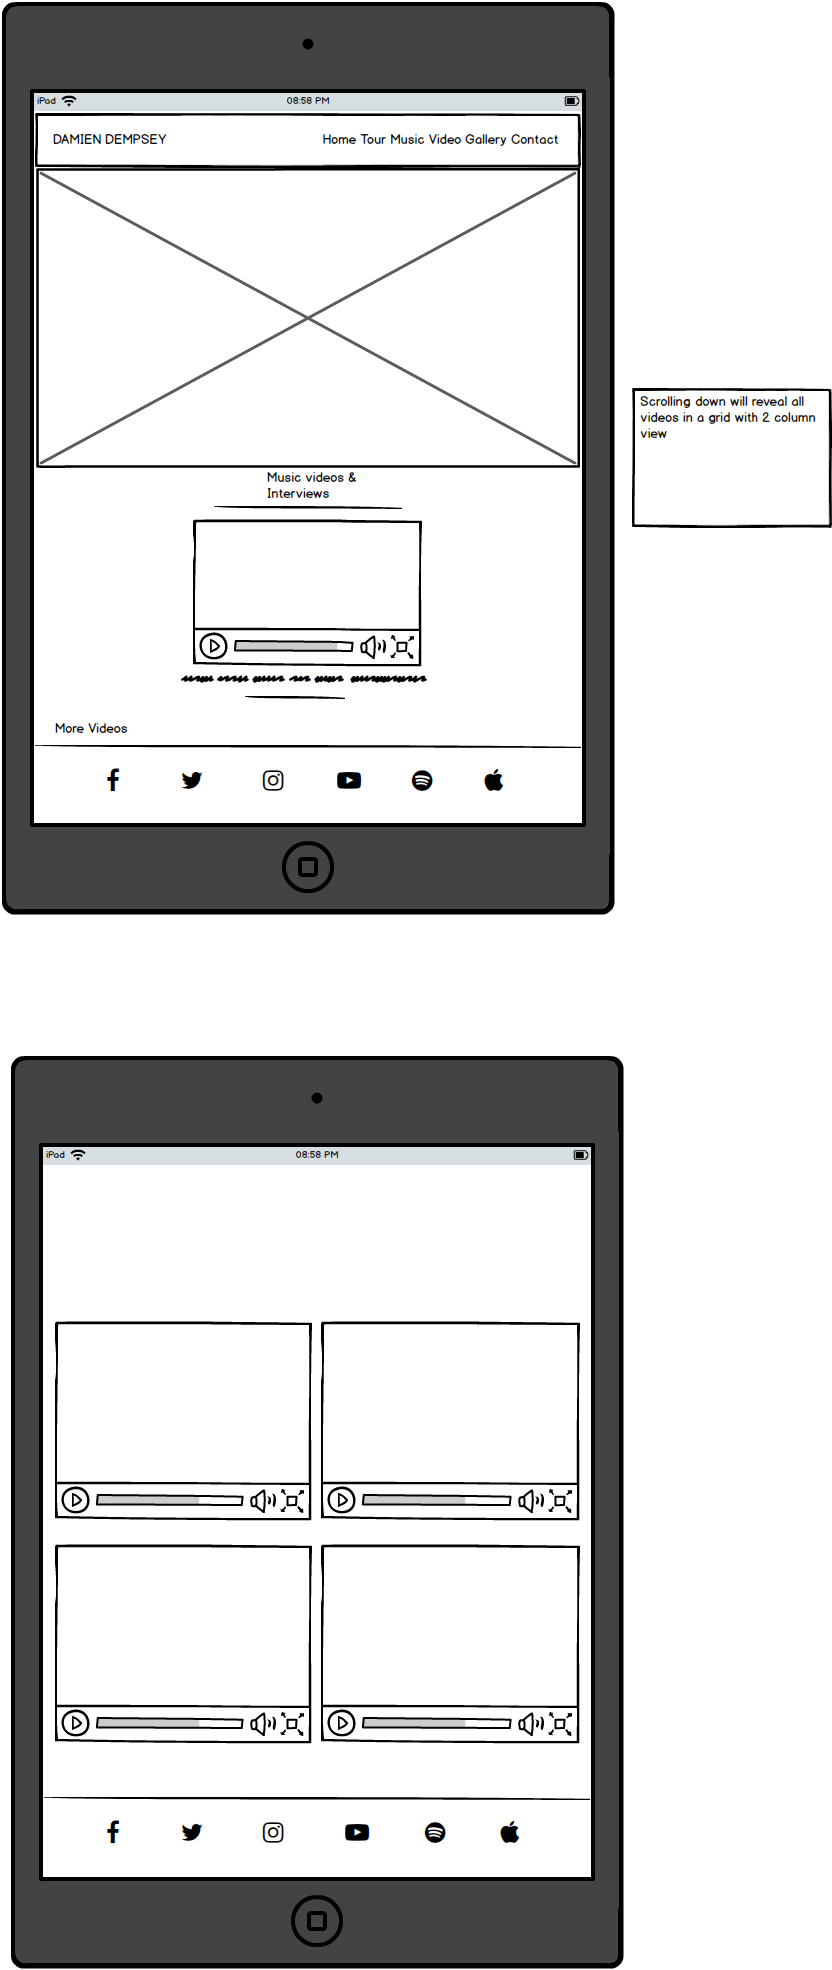 iPad 08:58 PM
DAMIEN DEMPSEY Home Tour Music Video Gallery Contact
Scrolling down will reveal all
videos in a grid with 2 column
view
Music videos &
Interviews
More Videos
iPad 08:58 PM